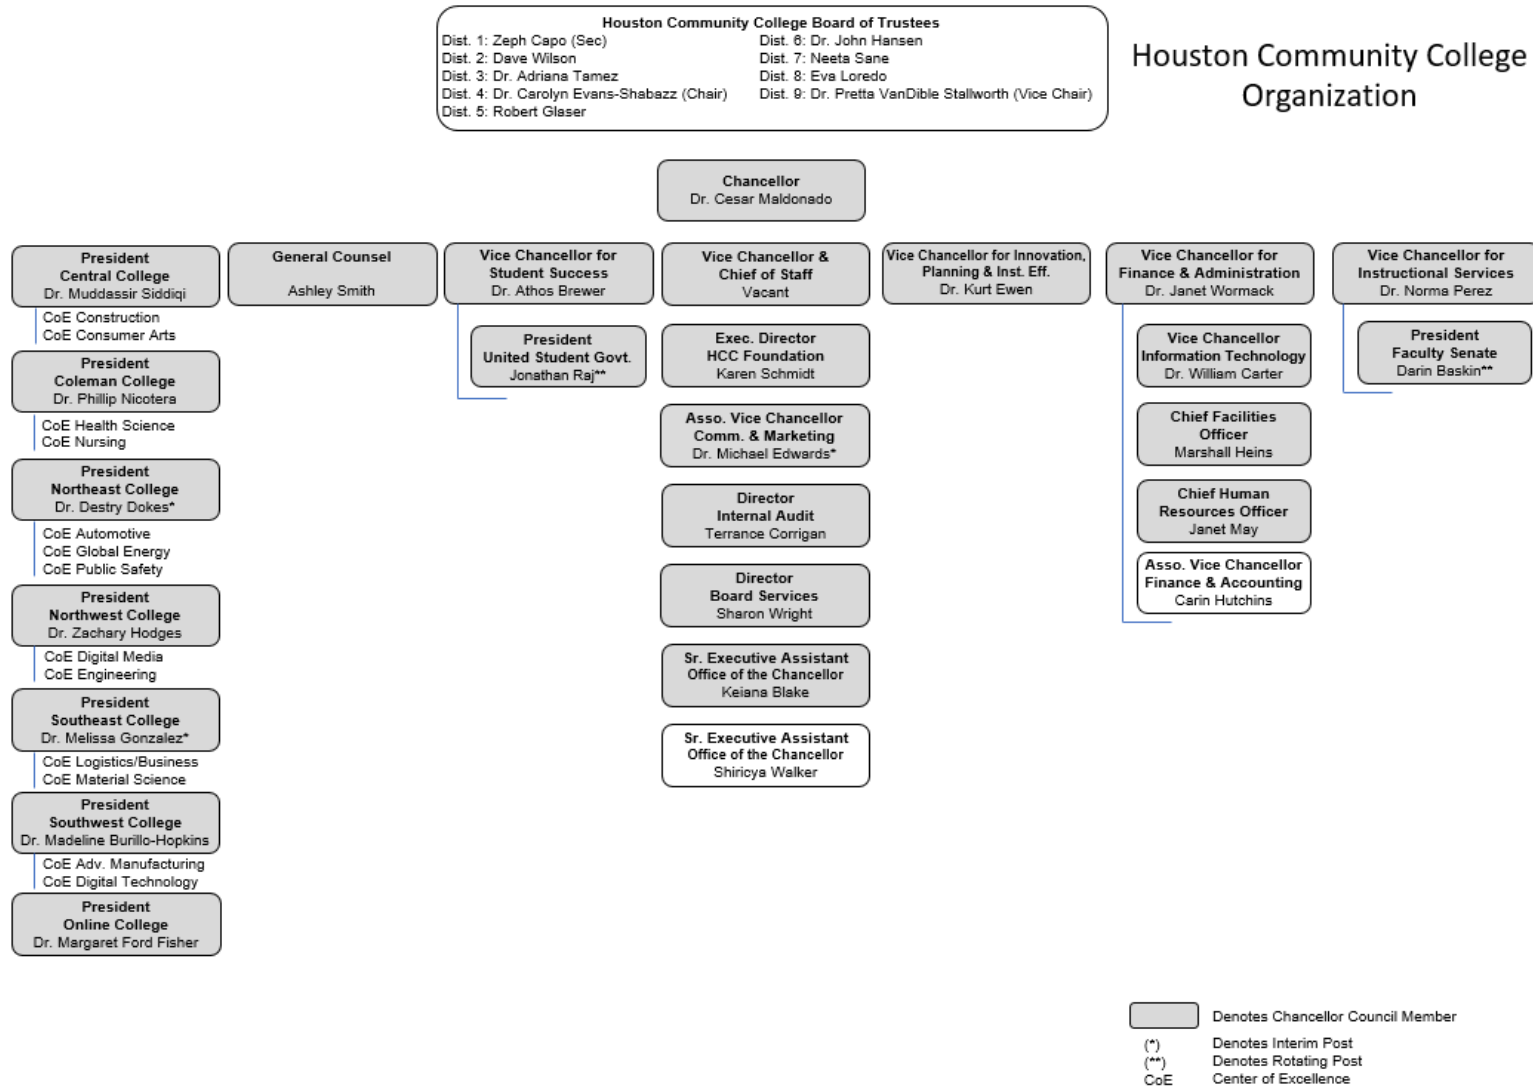 Houston Community College Board of Trustees
Dist. 1: Zeph Capo (Sec)
Dist. 2: Dave Wilson
Dist. 3: Dr. Adriana Tamez
Dist. 4: Dr. Carolyn Evans-Shabazz (Chair)
Dist. 5: Robert Glaser
Dist. 6: Dr. John Hansen
Dist. 7: Neeta Sane
Dist. 8: Eva Loredo
Dist. 9: Dr. Pretta VanDible Stallworth (Vice Chair)
Houston Community College
Organization
Chancellor
Dr. Cesar Maldonado
President
Central College
Dr. Muddassir Siddiqi
CoE Construction
CoE Consumer Arts
President
Coleman College
Dr. Phillip Nicotera
CoE Health Science
CoE Nursing
President
Northeast College
Dr. Destry Dokes*
CoE Automotive
CoE Global Energy
CoE Public Safety
President
Northwest College
Dr. Zachary Hodges
CoE Digital Media
CoE Engineering
President
Southeast College
Dr. Melissa Gonzalez*
CoE Logistics/Business
CoE Material Science
President
Southwest College
Dr. Madeline Burillo-Hopkins
CoE Adv. Manufacturing
CoE Digital Technology
President
Online College
Dr. Margaret Ford Fisher
General Counsel
Ashley Smith
Vice Chancellor for
Student Success
Dr. Athos Brewer
President
United Student Govt.
Jonathan Raj**
Vice Chancellor &
Chief of Staff
Vacant
Exec. Director
HCC Foundation
Karen Schmidt
Asso. Vice Chancellor
Comm. & Marketing
Dr. Michael Edwards*
Director
Internal Audit
Terrance Corrigan
Director
Board Services
Sharon Wright
Sr. Executive Assistant
Office of the Chancellor
Keiana Blake
Sr. Executive Assistant
Office of the Chancellor
Shiricya Walker
Vice Chancellor for Innovation,
Planning & Inst. Eff.
Dr. Kurt Ewen
Vice Chancellor for
Finance & Administration
Dr. Janet Wormack
Vice Chancellor
Information Technology
Dr. William Carter
Chief Facilities
Officer
Marshall Heins
Chief Human
Resources Officer
Janet May
Asso. Vice Chancellor
Finance & Accounting
Carin Hutchins
Vice Chancellor for
Instructional Services
Dr. Norma Perez
President
Faculty Senate
Darin Baskin**
Denotes Chancellor Council Member
(*) Denotes Interim Post
(**) Denotes Rotating Post
CoE Center of Excellence